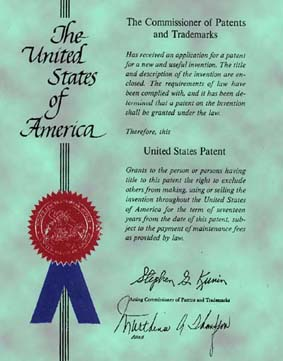 The
United
States
of
America
The Commissioner of Patents
and Trademarks
Has received an application for a patent
for a new and useful invention. The title
and description of the invention are en-
closed. The requirements of law have
been complied with, and it has been de-
termined that a patent on the invention
shall be granted under the law.
Therefore, this
United States Patent
Grants to the person or persons having
title to this patent the right to exclude
others from making, using or selling the
invention throughout the United States
of America for the term of seventeen
years from the date of this patent, subject
to the payment of maintenance fees
as provided by law.
Stephen G. Kunin
Acting Commissioner of Patents and Trademarks
Attest